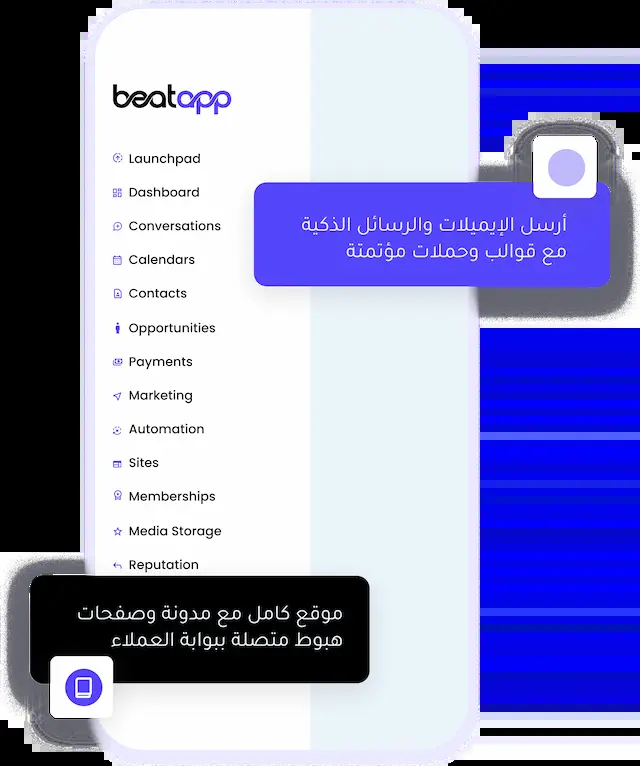 beatapp
Launchpad
Dashboard
أرسل الإيميلات والرسائل الذكية
مع قوالب وحملات مؤتمتة
Conversations
Calendars
Contacts
Opportunities
Payments
Marketing
Automation
Sites
Memberships
Media Storage
Reputation
موقع كامل مع مدونة وصفحات
هبوط متصلة ببوابة العملاء